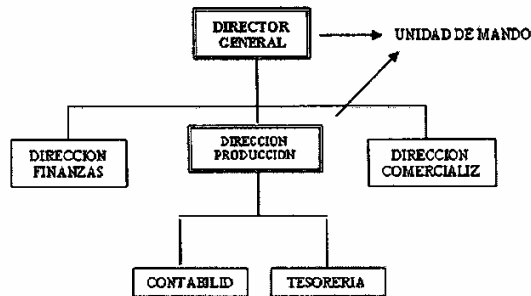 DIRECTOR
GENERAL
UNIDAD DE MANDO
DIRECCION
FINANZAS
DIRECCION
PRODUCCION
DIRECCION
COMERCIALIZ
CONTABILID
TESORERIA